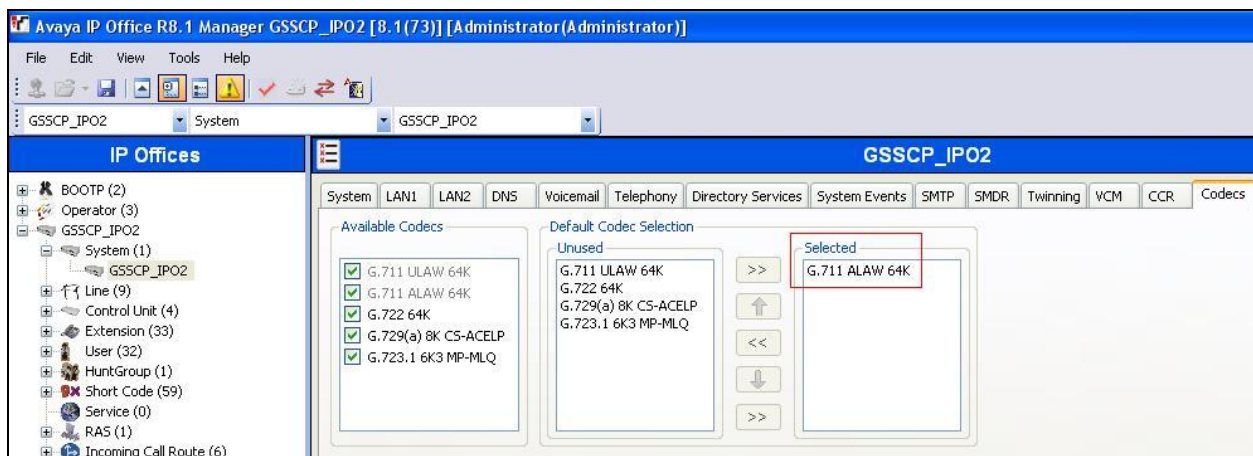 Avaya IP Office R8.1 Manager GSSCP_IPO2 [8.1(73)] [Administrator(Administrator)]
File Edit View Tools Help
GSSCP_IPO2 System GSSCP_IPO2
IP Offices
GSSCP_IPO2
BOOTP (2)
Operator (3)
GSSCP_IPO2
System (1)
GSSCP_IPO2
Line (9)
Control Unit (4)
Extension (33)
User (32)
HuntGroup (1)
Short Code (59)
Service (0)
RAS (1)
Incoming Call Route (6)
System LAN1 LAN2 DNS Voicemail Telephony Directory Services System Events SMTP SMDR Twinning VCM CCR Codecs
Available Codecs
G.711 ULAW 64K
G.711 ALAW 64K
G.722 64K
G.729(a) 8K CS-ACELP
G.723.1 6K3 MP-MLQ
Default Codec Selection
Unused
G.711 ULAW 64K
G.722 64K
G.729(a) 8K CS-ACELP
G.723.1 6K3 MP-MLQ
>>
<<
>>
Selected
G.711 ALAW 64K